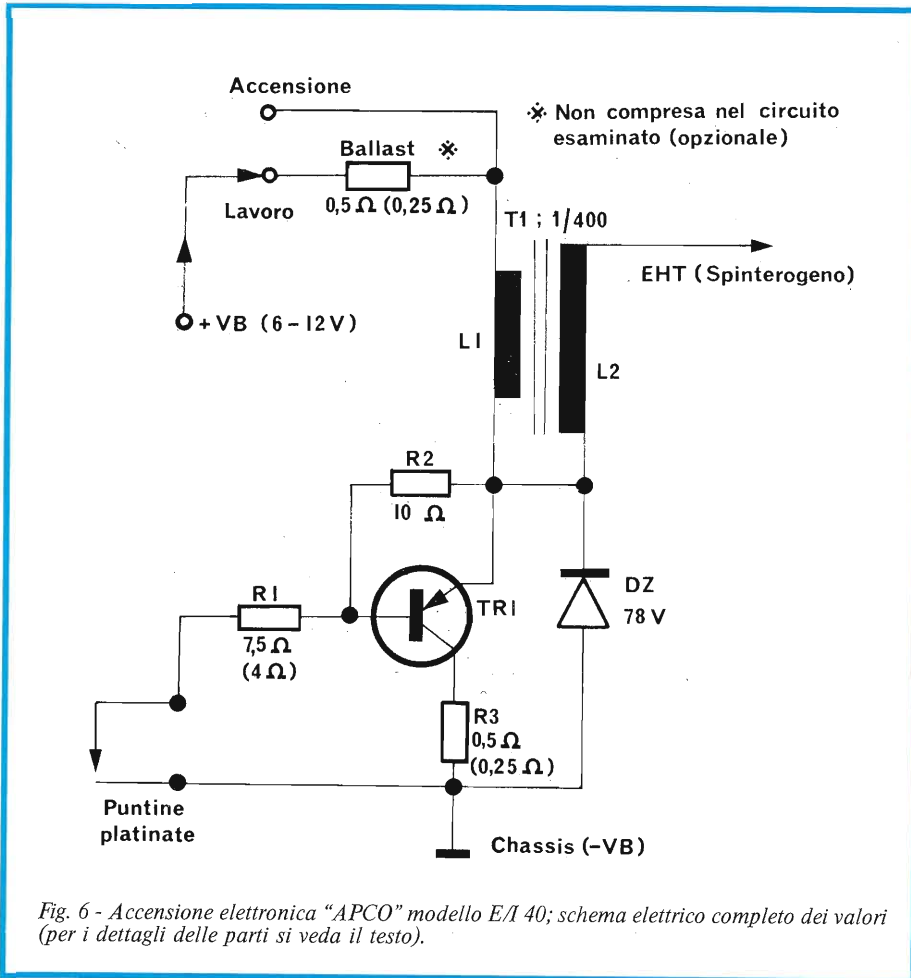 Accensione
※ Non compresa nel circuito
esaminato (opzionale)
Ballast ※
0,5 Ω (0,25 Ω)
Lavoro
T1 ; 1/400
EHT (Spinterogeno)
+ VB (6-12V)
L1
L2
R2
10 Ω
R1
7,5 Ω
(4 Ω)
TR1
DZ
78 V
R3
0,5 Ω
(0,25 Ω)
Puntine
platinate
Chassis (-VB)
Fig. 6 - Accensione elettronica "APCO" modello E/I 40; schema elettrico completo dei valori
(per i dettagli delle parti si veda il testo).